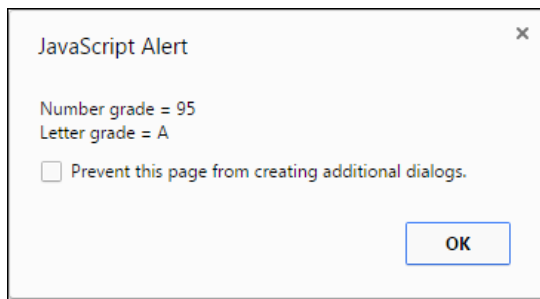 JavaScript Alert
Number grade = 95
Letter grade = A
Prevent this page from creating additional dialogs.
OK